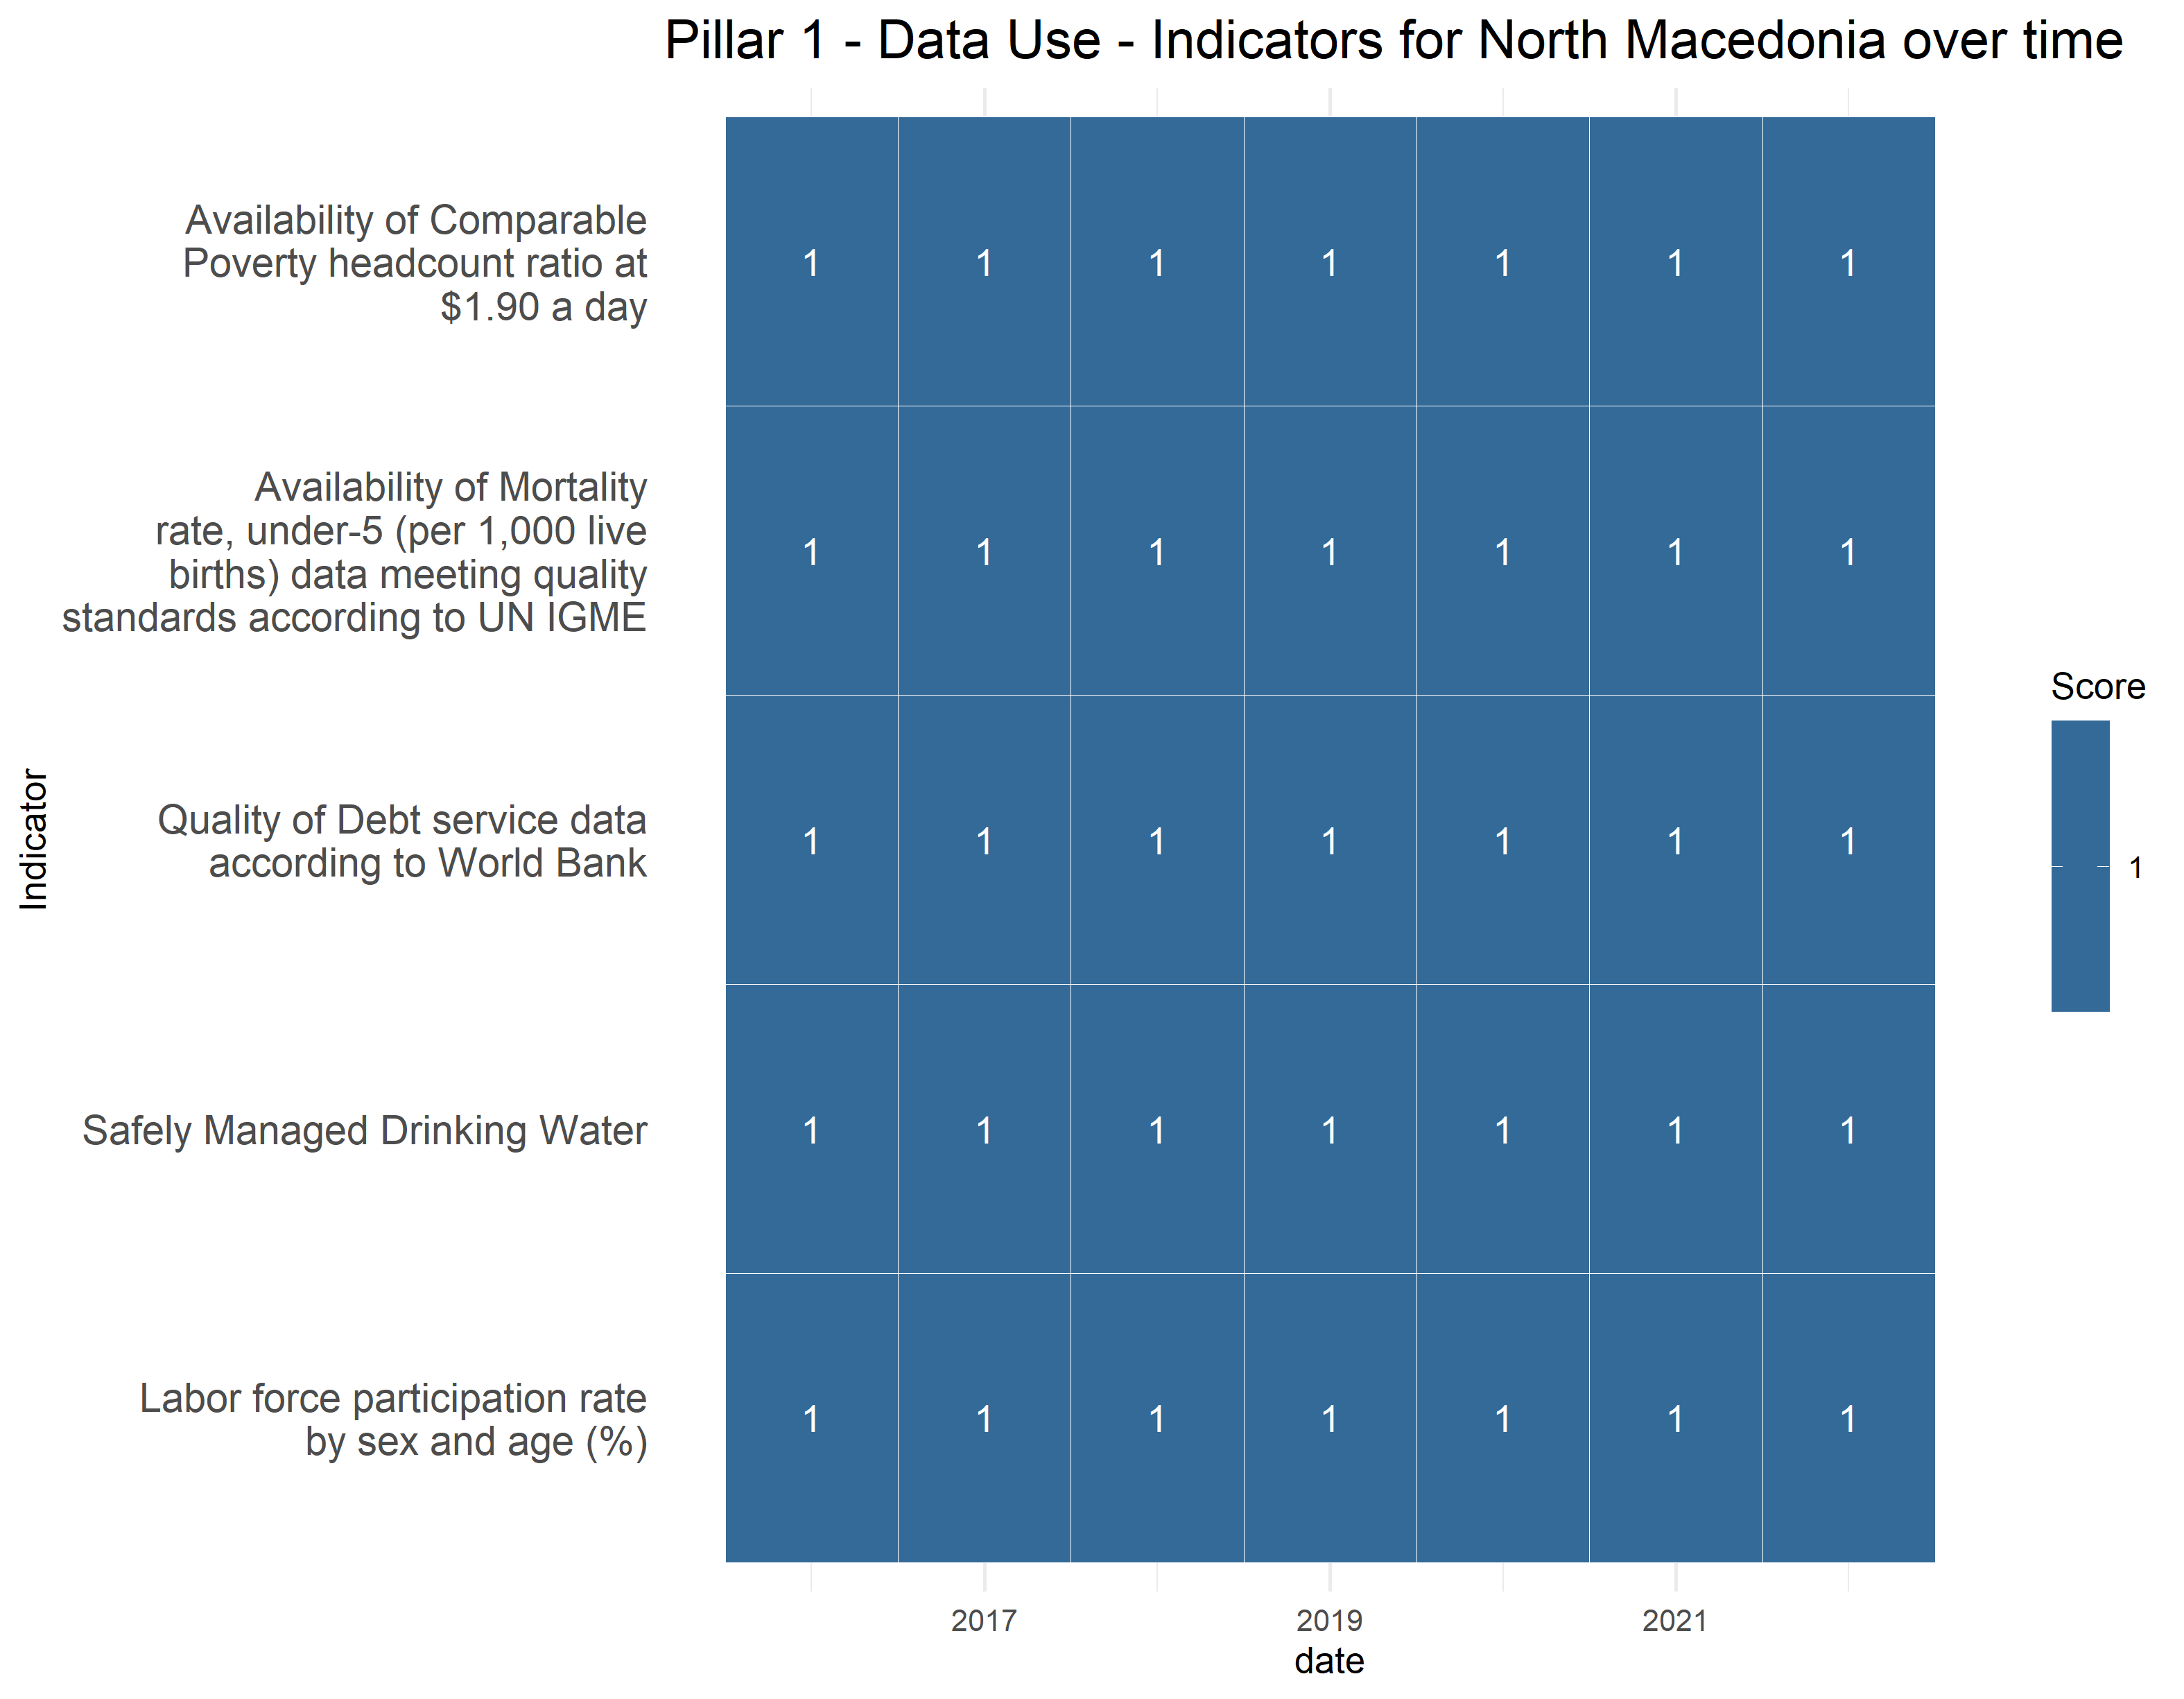 Pillar 1 - Data Use - Indicators for North Macedonia over time
Indicator
Availability of Comparable
Poverty headcount ratio at
$1.90 a day
1 1 1 1 1 1 1
Availability of Mortality
rate, under-5 (per 1,000 live
births) data meeting quality
standards according to UN IGME
1 1 1 1 1 1 1
Quality of Debt service data
according to World Bank
1 1 1 1 1 1 1
Safely Managed Drinking Water
1 1 1 1 1 1 1
Labor force participation rate
by sex and age (%)
1 1 1 1 1 1 1
2017 2019 2021
date
Score
1